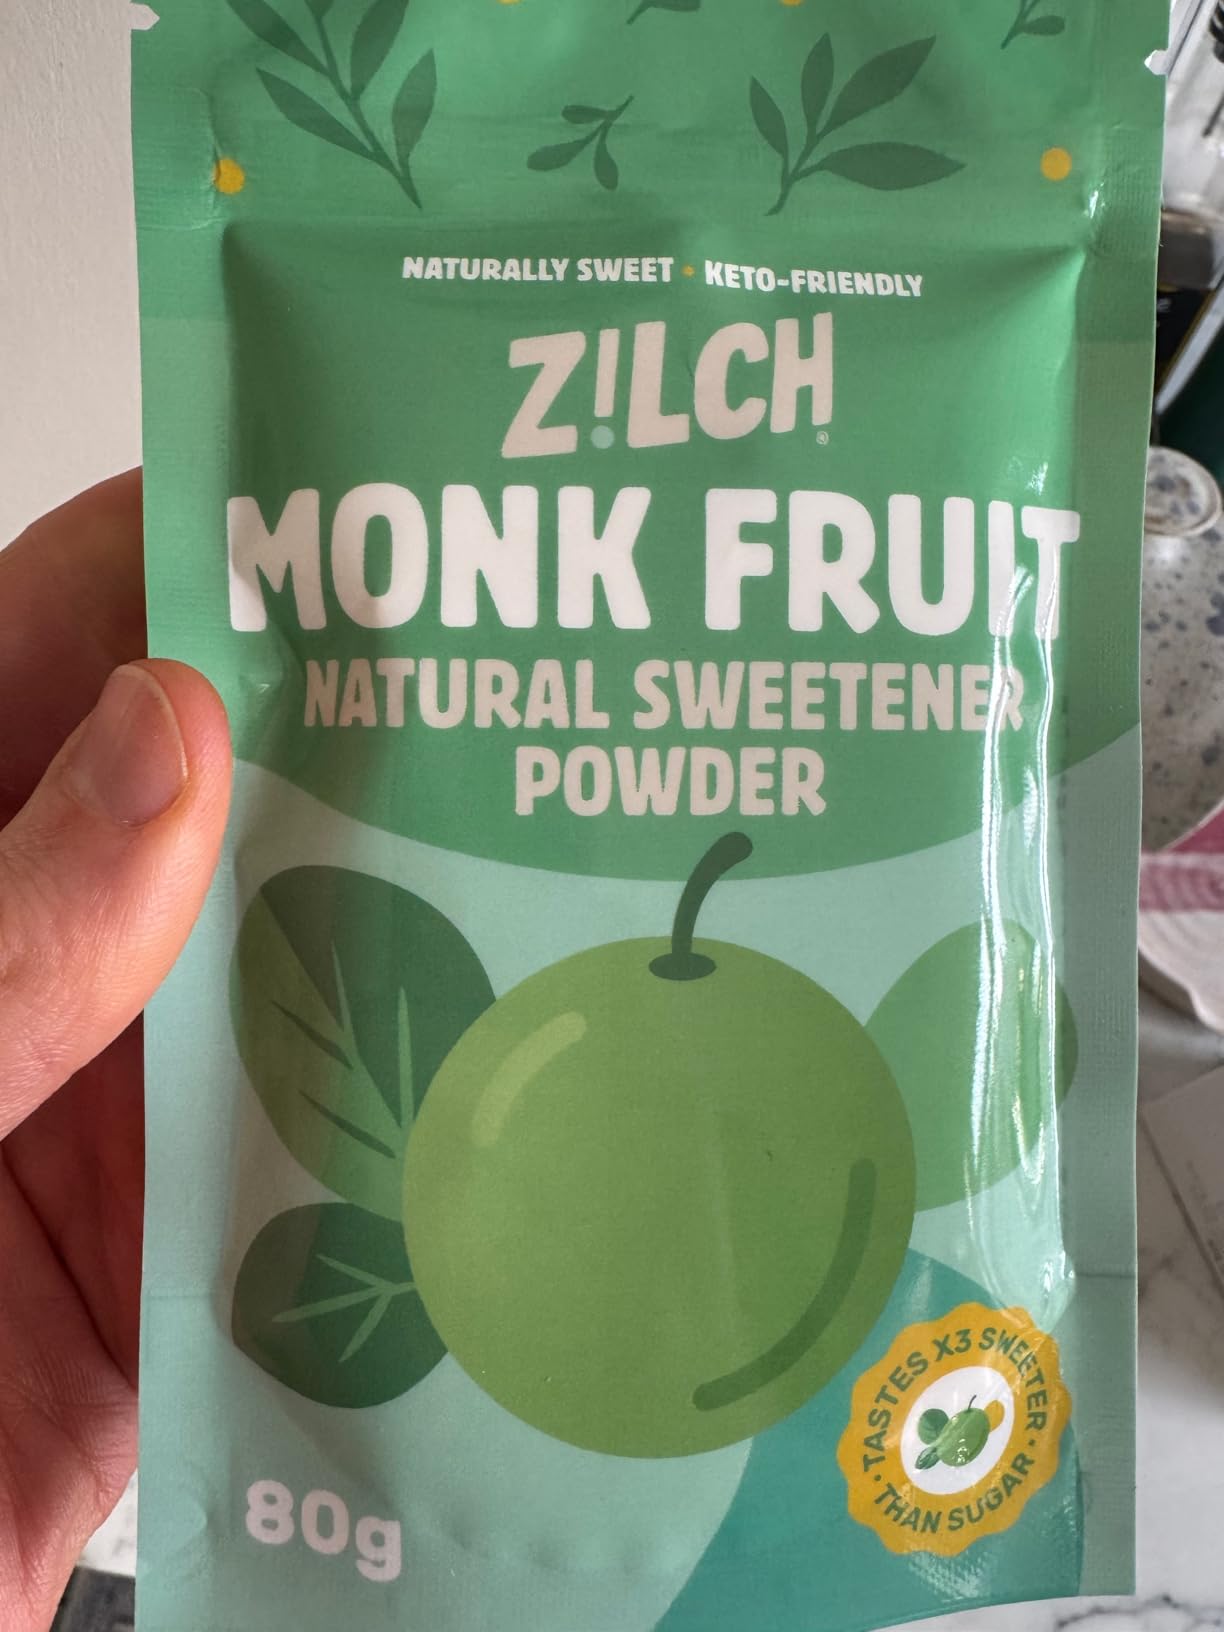 NATURALLY SWEET • KETO-FRIENDLY
Z!LCH®
MONK FRUIT
NATURAL SWEETENER
POWDER
• TASTES X3 SWEETER •
THAN SUGAR
80g